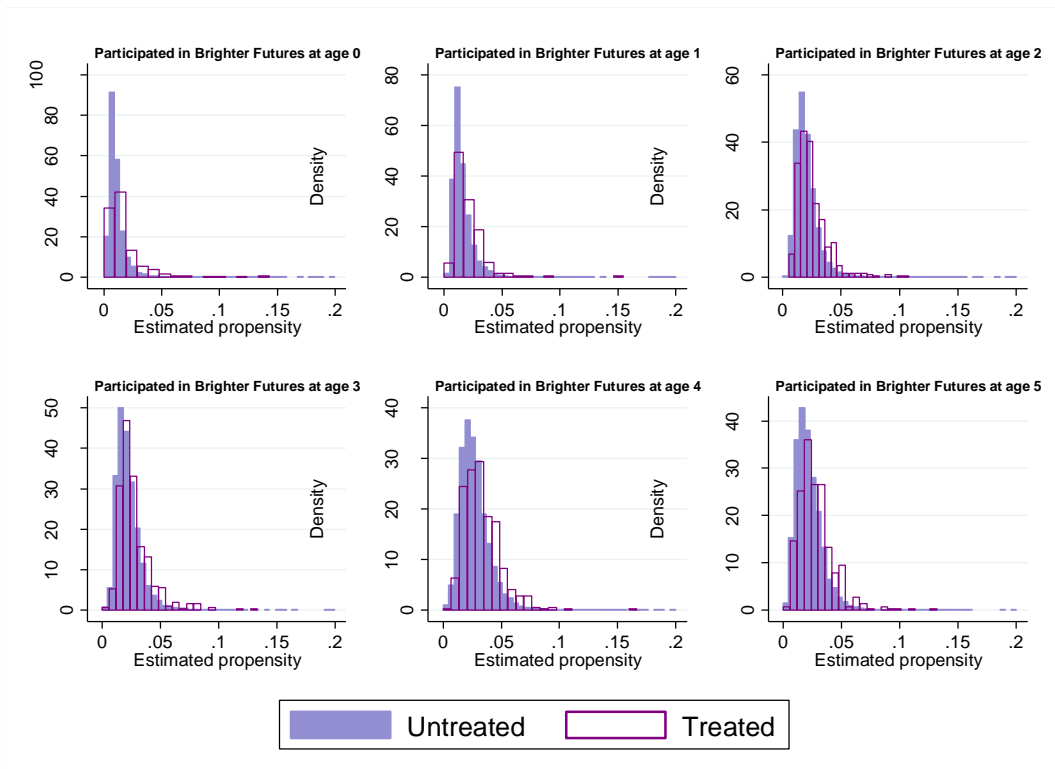 Participated in Brighter Futures at age 0
100
80
60
40
20
0
0 .05 .1 .15 .2
Estimated propensity
Participated in Brighter Futures at age 1
Density
80
60
40
20
0
0 .05 .1 .15 .2
Estimated propensity
Participated in Brighter Futures at age 2
Density
60
40
20
0
0 .05 .1 .15 .2
Estimated propensity
Participated in Brighter Futures at age 3
50
40
30
20
10
0
0 .05 .1 .15 .2
Estimated propensity
Participated in Brighter Futures at age 4
Density
40
30
20
10
0
0 .05 .1 .15 .2
Estimated propensity
Participated in Brighter Futures at age 5
Density
40
30
20
10
0
0 .05 .1 .15 .2
Estimated propensity
Untreated Treated